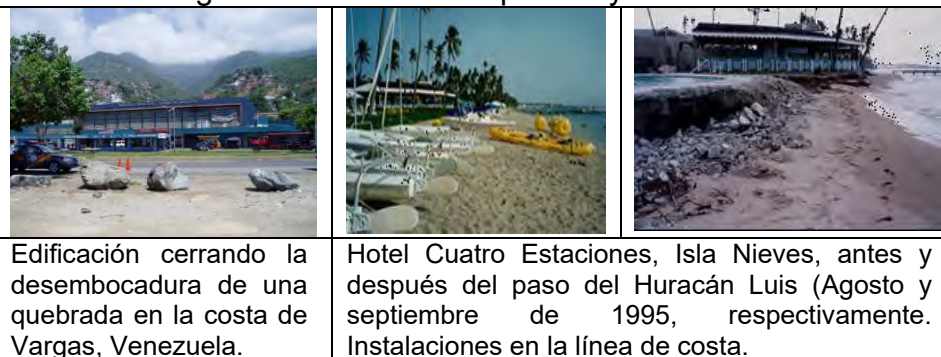 Edificación cerrando la
desembocadura de una
quebrada en la costa de
Vargas, Venezuela.
Hotel Cuatro Estaciones, Isla Nieves, antes y
después del paso del Huracán Luis (Agosto y
septiembre de 1995, respectivamente.
Instalaciones en la línea de costa.